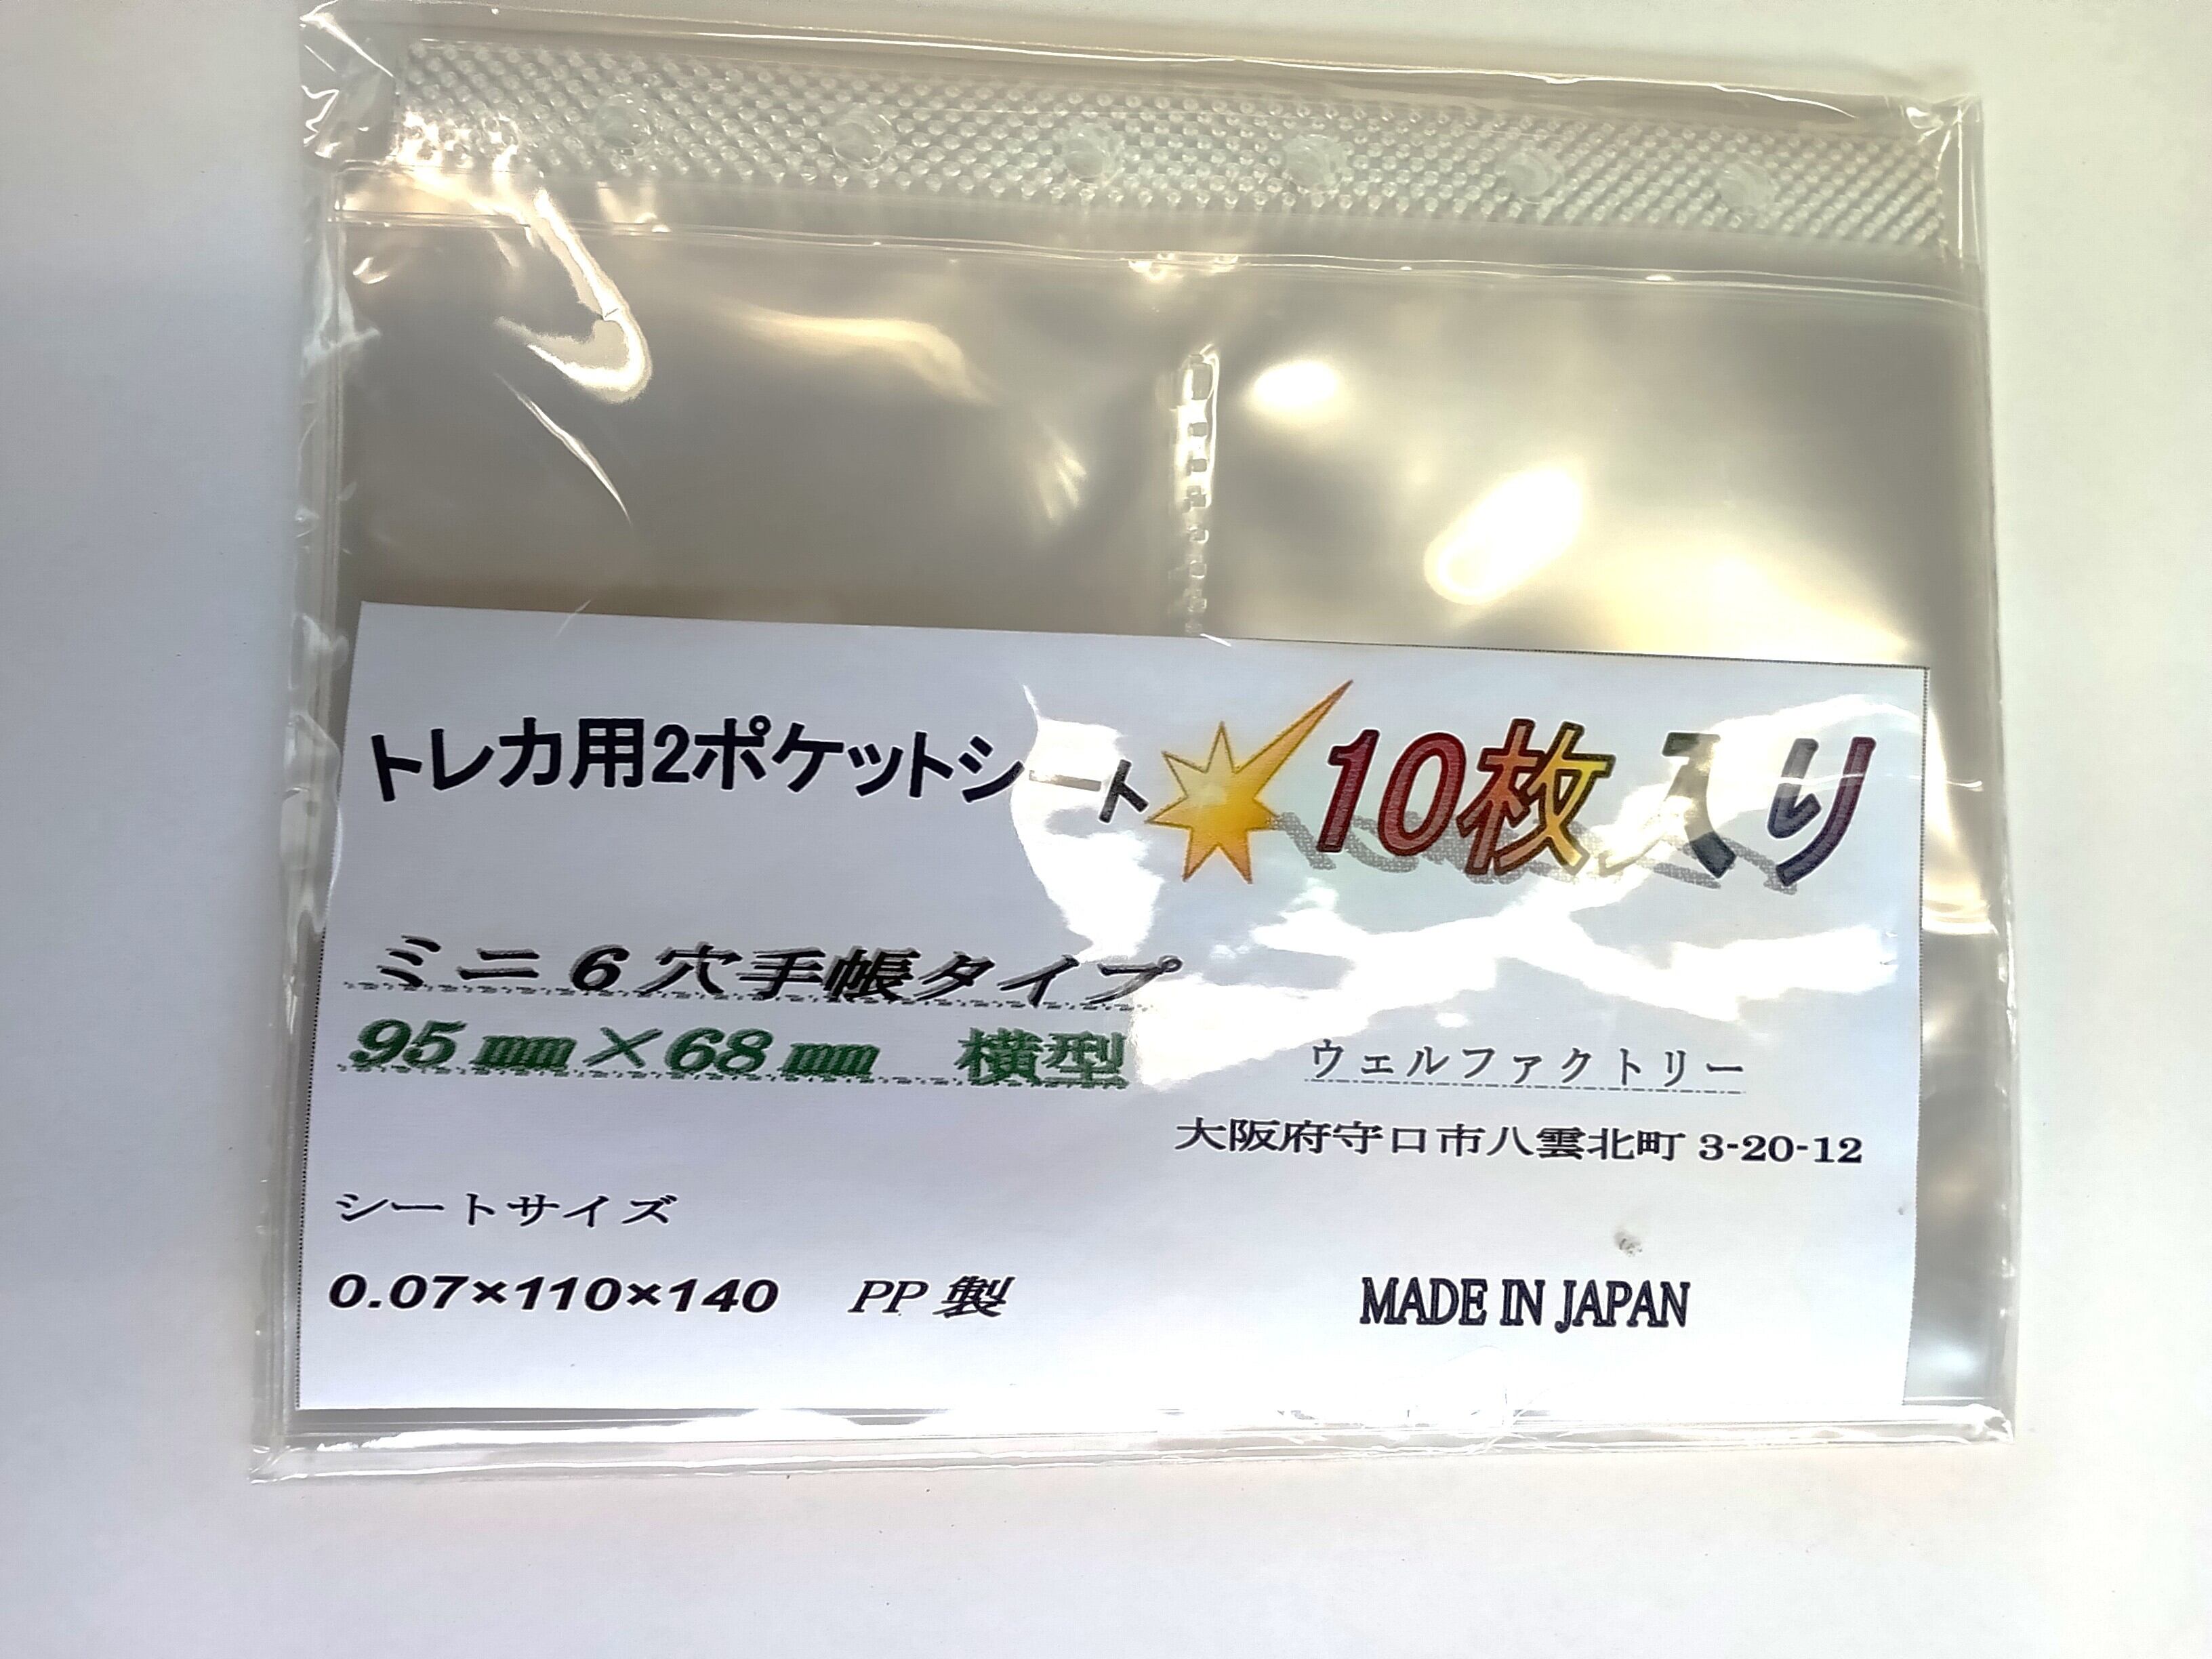 トレカ用2ポケットシート
10枚入り
ミニ6穴手帳タイプ
95㎜×68㎜　横型
ウェルファクトリー
大阪府守口市八雲北町 3-20-12
シートサイズ
0.07×110×140　PP 製
MADE IN JAPAN